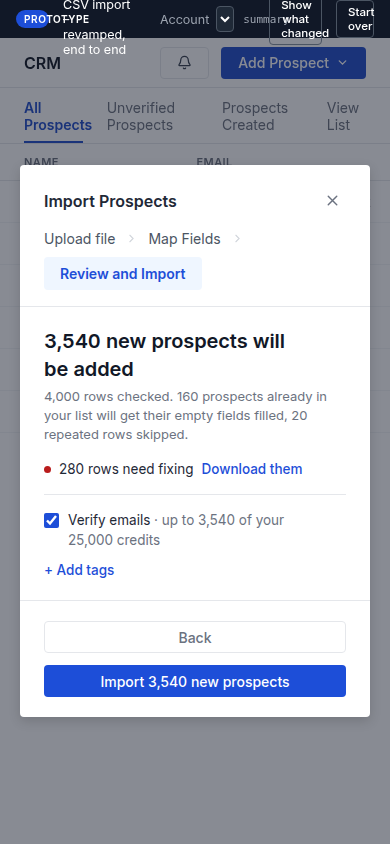 PROTOTYPE
CSV import
revamped,
end to end
Account
summary
Show
what
changed
Start
over
CRM
Add Prospect
All
Prospects
Unverified
Prospects
Prospects
Created
View
List
NAME
EMAIL
Import Prospects
Upload file
Map Fields
Review and Import
3,540 new prospects will
be added
4,000 rows checked. 160 prospects already in
your list will get their empty fields filled, 20
repeated rows skipped.
280 rows need fixing Download them
Verify emails · up to 3,540 of your
25,000 credits
+ Add tags
Back
Import 3,540 new prospects